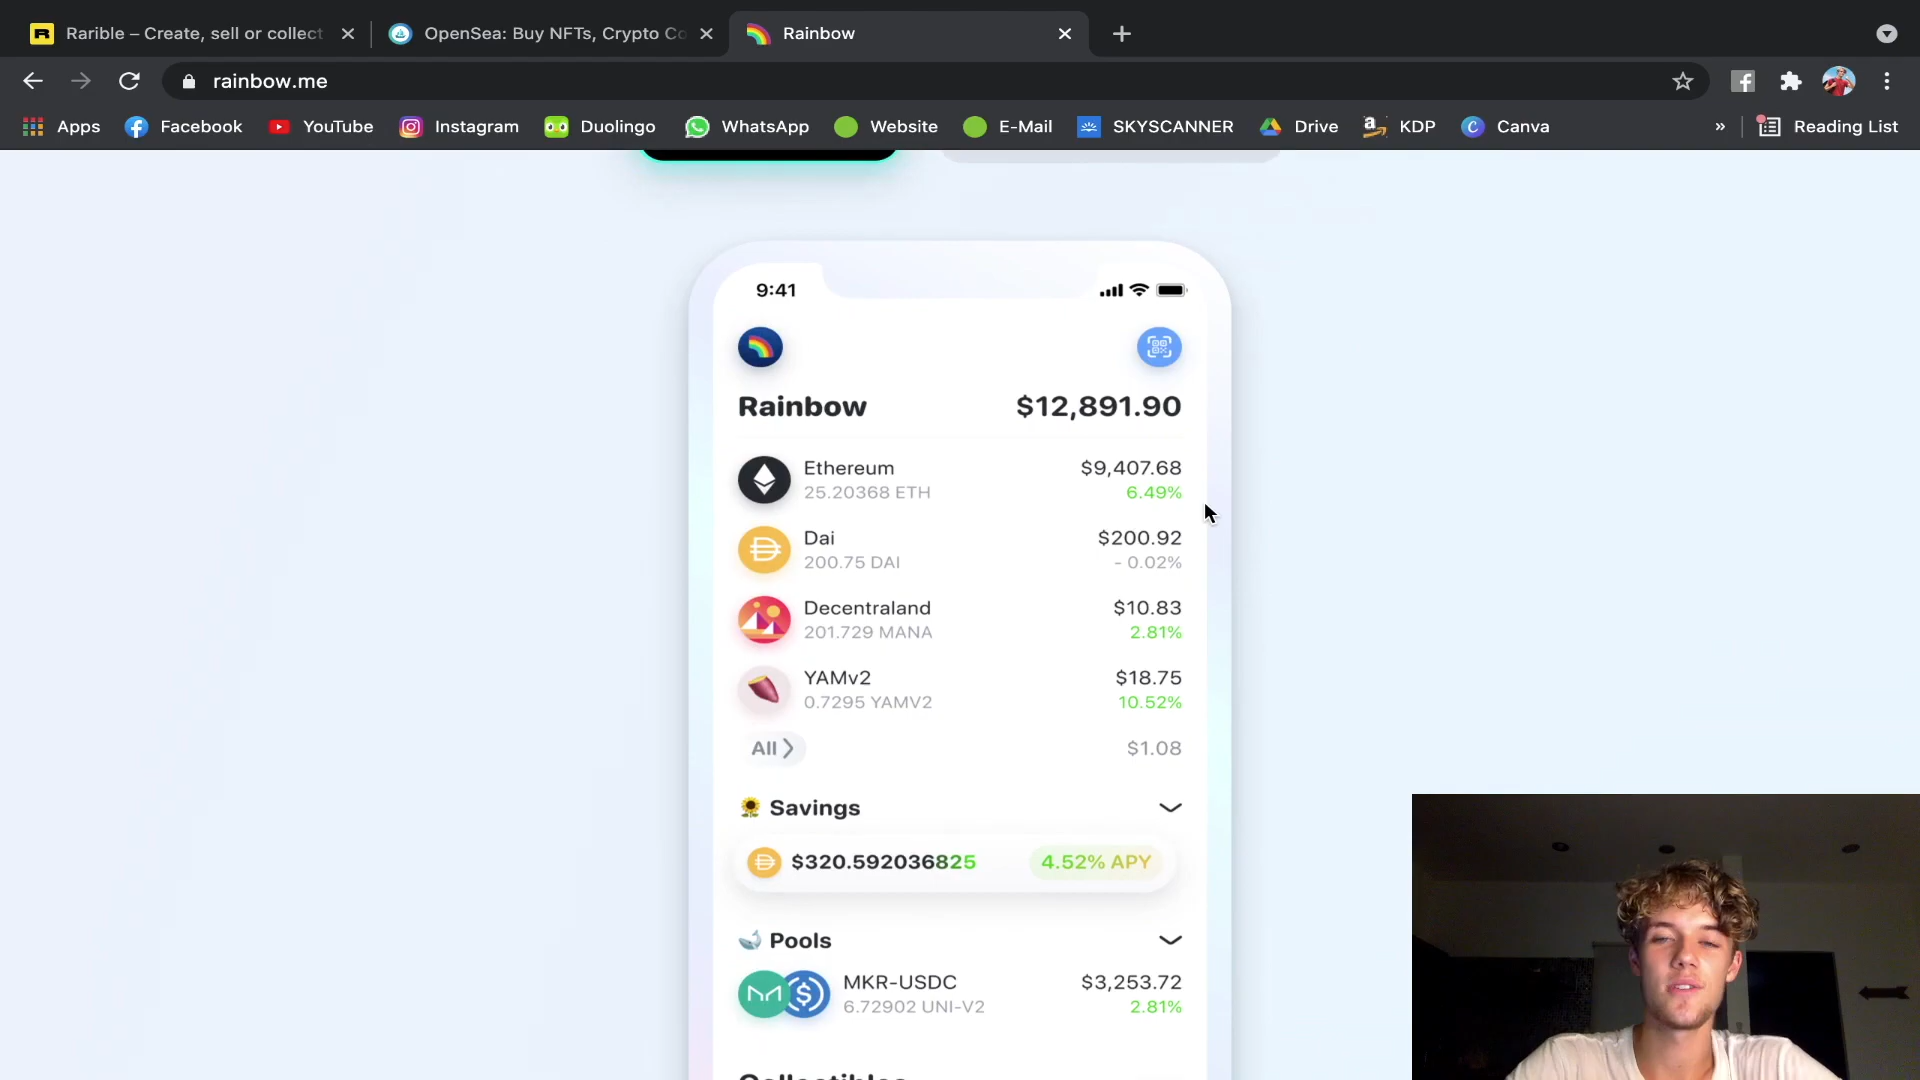 Rarible – Create, sell or collect
OpenSea: Buy NFTs, Crypto Co
Rainbow
rainbow.me
Apps
Facebook
YouTube
Instagram
Duolingo
WhatsApp
Website
E-Mail
SKYSCANNER
Drive
KDP
Canva
»
Reading List
9:41
Rainbow $12,891.90
Ethereum $9,407.68
25.20368 ETH 6.49%
Dai $200.92
200.75 DAI - 0.02%
Decentraland $10.83
201.729 MANA 2.81%
YAMv2 $18.75
0.7295 YAMV2 10.52%
All $1.08
Savings
$320.592036825 4.52% APY
Pools
MKR-USDC $3,253.72
6.72902 UNI-V2 2.81%
Collectibles